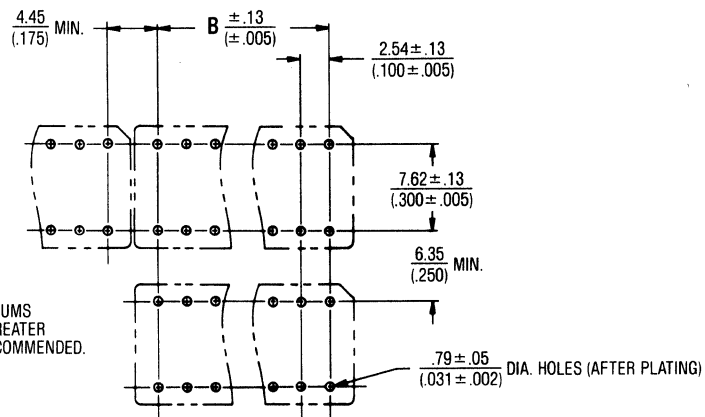 4.45
(.175) MIN.
B ±.13
(±.005)
2.54±.13
(.100±.005)
7.62±.13
(.300±.005)
6.35
(.250) MIN.
UMS
REATER
COMMENDED.
.79±.05
(.031±.002) DIA. HOLES (AFTER PLATING)